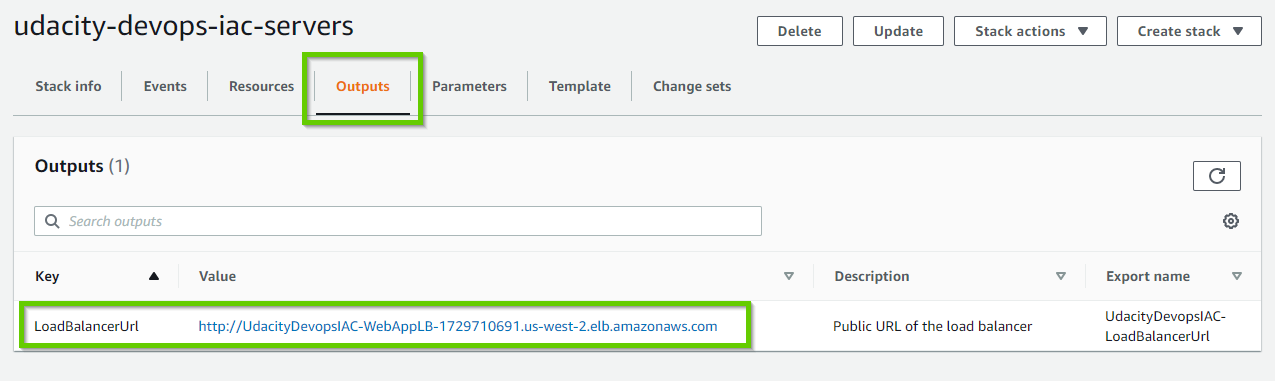 udacity-devops-iac-servers
Delete
Update
Stack actions
Create stack
Stack info
Events
Resources
Outputs
Parameters
Template
Change sets
Outputs (1)
Search outputs
Key
Value
Description
Export name
LoadBalancerUrl
http://UdacityDevopsIAC-WebAppLB-1729710691.us-west-2.elb.amazonaws.com
Public URL of the load balancer
UdacityDevopsIAC-
LoadBalancerUrl